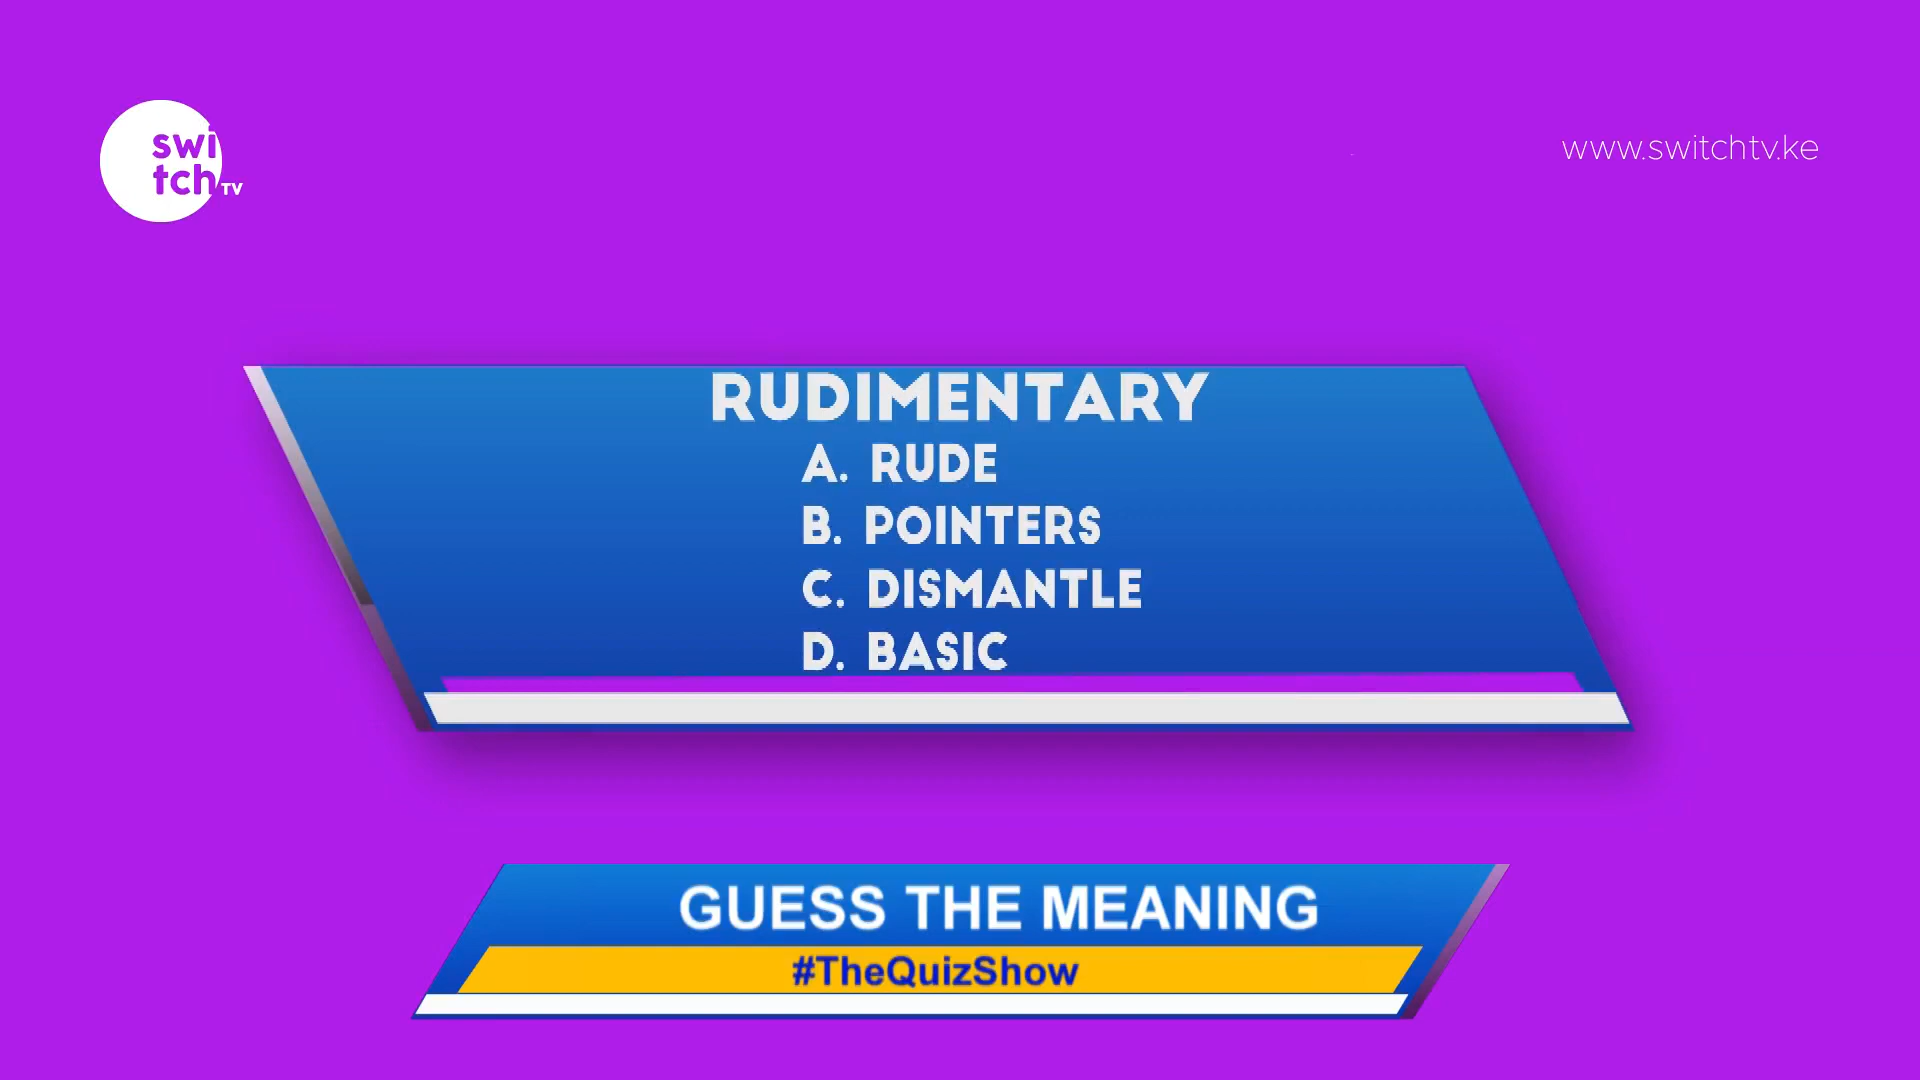 swi
tch TV
www.switchtv.ke
RUDIMENTARY
A. RUDE
B. POINTERS
C. DISMANTLE
D. BASIC
GUESS THE MEANING
#TheQuizShow